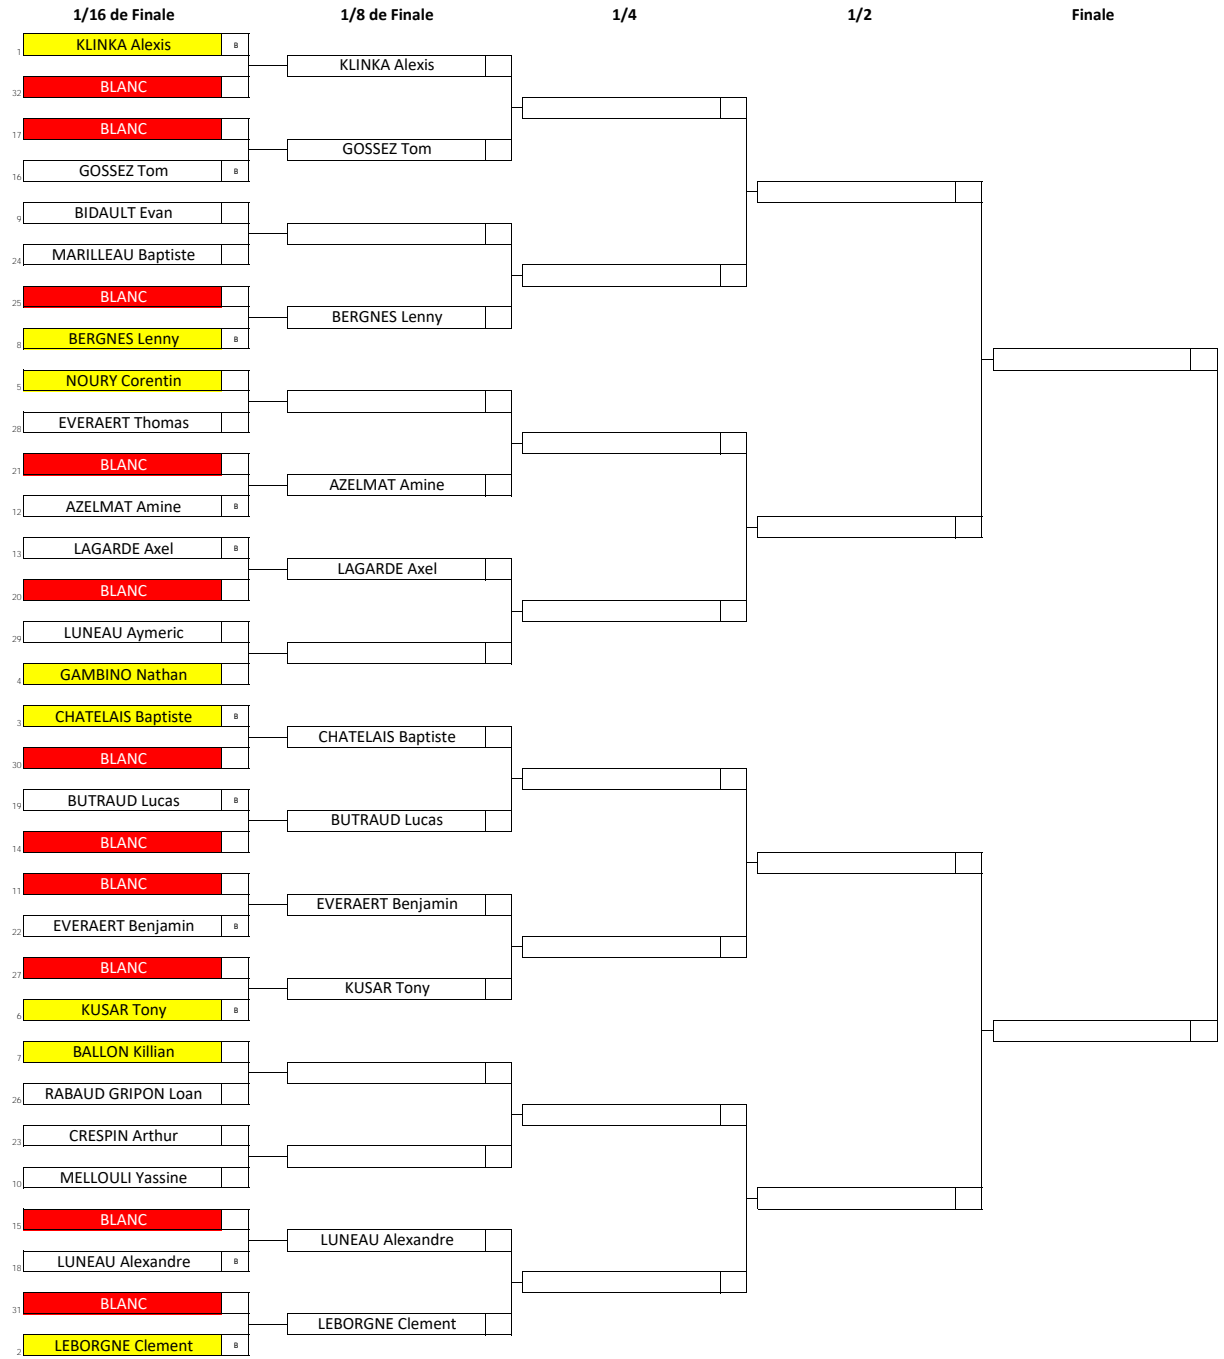 1/16 de Finale 1/8 de Finale 1/4 1/2 Finale
1 KLINKA Alexis B
KLINKA Alexis
32 BLANC
17 BLANC
GOSSEZ Tom
16 GOSSEZ Tom B
9 BIDAULT Evan
24 MARILLEAU Baptiste
25 BLANC
BERGNES Lenny
8 BERGNES Lenny B
5 NOURY Corentin
28 EVERAERT Thomas
21 BLANC
AZELMAT Amine
12 AZELMAT Amine B
13 LAGARDE Axel B
LAGARDE Axel
20 BLANC
29 LUNEAU Aymeric
4 GAMBINO Nathan
3 CHATELAIS Baptiste B
CHATELAIS Baptiste
30 BLANC
19 BUTRAUD Lucas B
BUTRAUD Lucas
14 BLANC
11 BLANC
EVERAERT Benjamin
22 EVERAERT Benjamin B
27 BLANC
KUSAR Tony
6 KUSAR Tony B
7 BALLON Killian
26 RABAUD GRIPON Loan
23 CRESPIN Arthur
10 MELLOULI Yassine
15 BLANC
LUNEAU Alexandre
18 LUNEAU Alexandre B
31 BLANC
LEBORGNE Clement
2 LEBORGNE Clement B